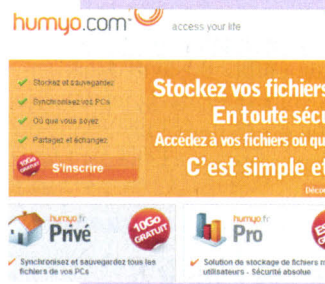 humyo.com access your life
Stockez et sauvegardez
Synchronisez vos PCs
Où que vous soyez
Partagez et échangez
10Go GRATUIT
S'inscrire
Stockez vos fichiers
En toute sécu
Accédez à vos fichiers où qu
C'est simple et
Déco
humyo.fr
Privé
10Go GRATUIT
Synchronisez et sauvegardez tous les
fichiers de vos PCs
humyo.fr
Pro
Solution de stockage de fichiers m
utilisateurs - Sécurité absolue